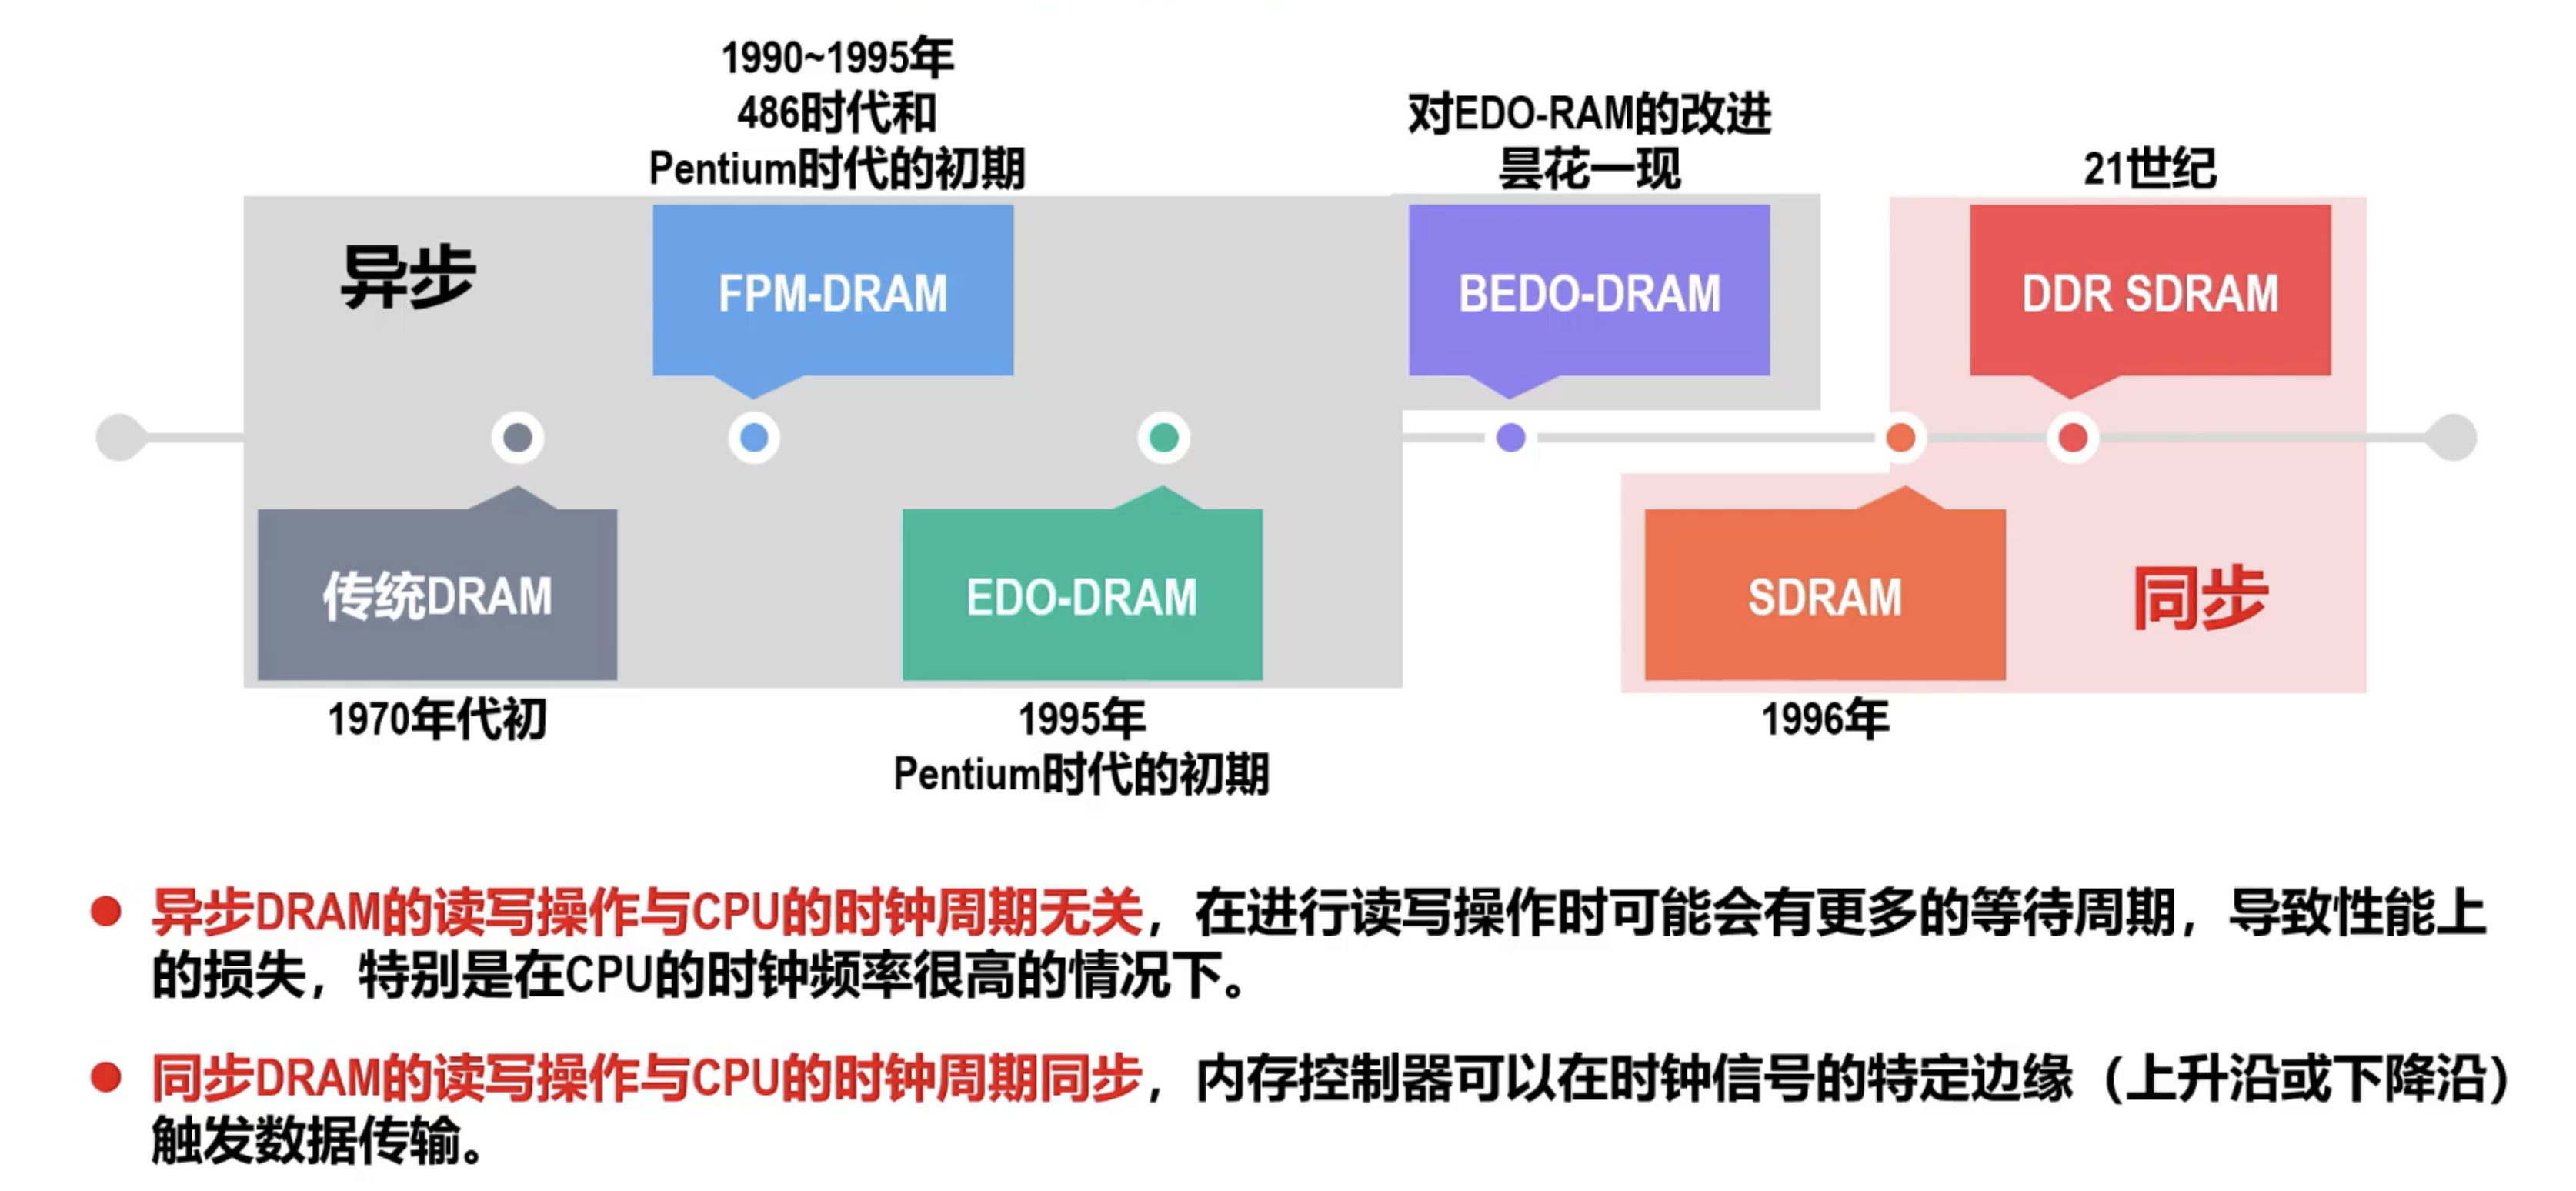 1990~1995年
486时代和
Pentium时代的初期
对EDO-RAM的改进
昙花一现
21世纪
异步
FPM-DRAM
BEDO-DRAM
DDR SDRAM
传统DRAM
EDO-DRAM
SDRAM
同步
1970年代初
1995年
Pentium时代的初期
1996年
异步DRAM的读写操作与CPU的时钟周期无关，在进行读写操作时可能会有更多的等待周期，导致性能上
的损失，特别是在CPU的时钟频率很高的情况下。
同步DRAM的读写操作与CPU的时钟周期同步，内存控制器可以在时钟信号的特定边缘（上升沿或下降沿）
触发数据传输。